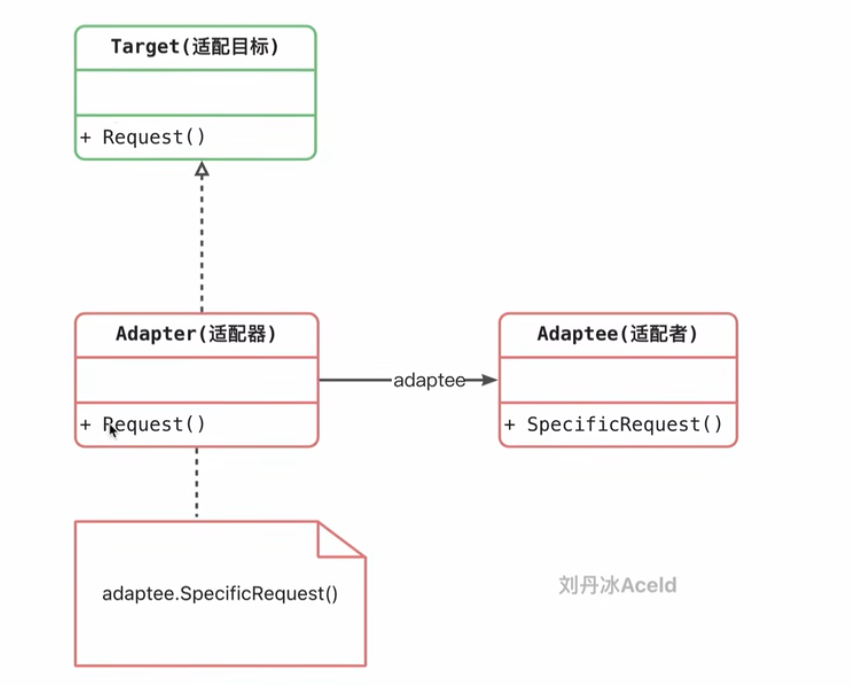 Target(适配目标)
+ Request()
Adapter(适配器)
+ Request()
adaptee
Adaptee(适配者)
+ SpecificRequest()
adaptee.SpecificRequest()
刘丹冰Aceld